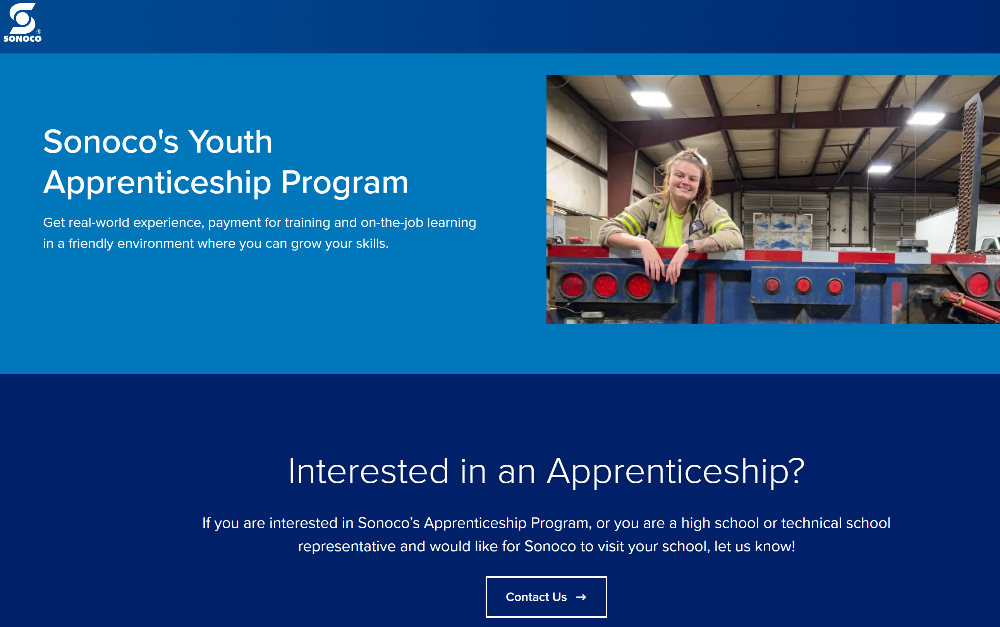 SONOCO®
Sonoco's Youth
Apprenticeship Program
Get real-world experience, payment for training and on-the-job learning
in a friendly environment where you can grow your skills.
Interested in an Apprenticeship?
If you are interested in Sonoco’s Apprenticeship Program, or you are a high school or technical school
representative and would like for Sonoco to visit your school, let us know!
Contact Us →